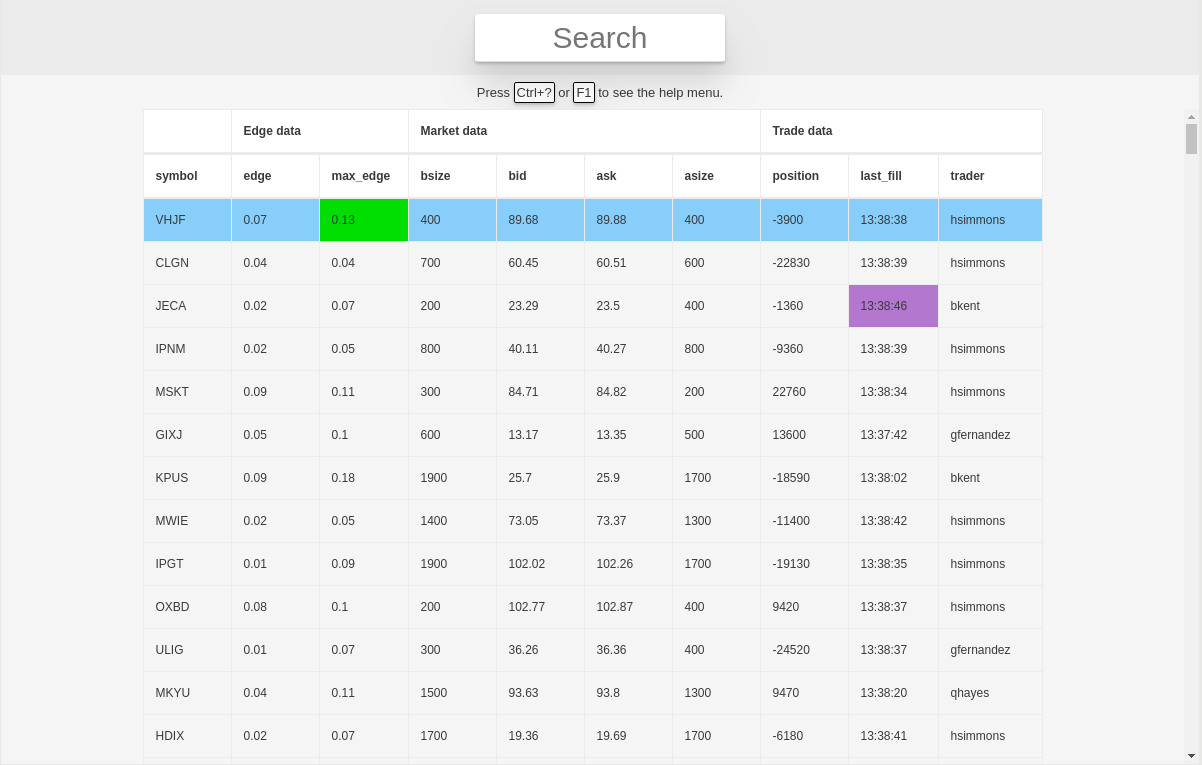 Search
Press Ctrl+? or F1 to see the help menu.
Edge data Market data Trade data
symbol edge max_edge bsize bid ask asize position last_fill trader
VHJF 0.07 0.13 400 89.68 89.88 400 -3900 13:38:38 hsimmons
CLGN 0.04 0.04 700 60.45 60.51 600 -22830 13:38:39 hsimmons
JECA 0.02 0.07 200 23.29 23.5 400 -1360 13:38:46 bkent
IPNM 0.02 0.05 800 40.11 40.27 800 -9360 13:38:39 hsimmons
MSKT 0.09 0.11 300 84.71 84.82 200 22760 13:38:34 hsimmons
GIXJ 0.05 0.1 600 13.17 13.35 500 13600 13:37:42 gfernandez
KPUS 0.09 0.18 1900 25.7 25.9 1700 -18590 13:38:02 bkent
MWIE 0.02 0.05 1400 73.05 73.37 1300 -11400 13:38:42 hsimmons
IPGT 0.01 0.09 1900 102.02 102.26 1700 -19130 13:38:35 hsimmons
OXBD 0.08 0.1 200 102.77 102.87 400 9420 13:38:37 hsimmons
ULIG 0.01 0.07 300 36.26 36.36 400 -24520 13:38:37 gfernandez
MKYU 0.04 0.11 1500 93.63 93.8 1300 9470 13:38:20 qhayes
HDIX 0.02 0.07 1700 19.36 19.69 1700 -6180 13:38:41 hsimmons